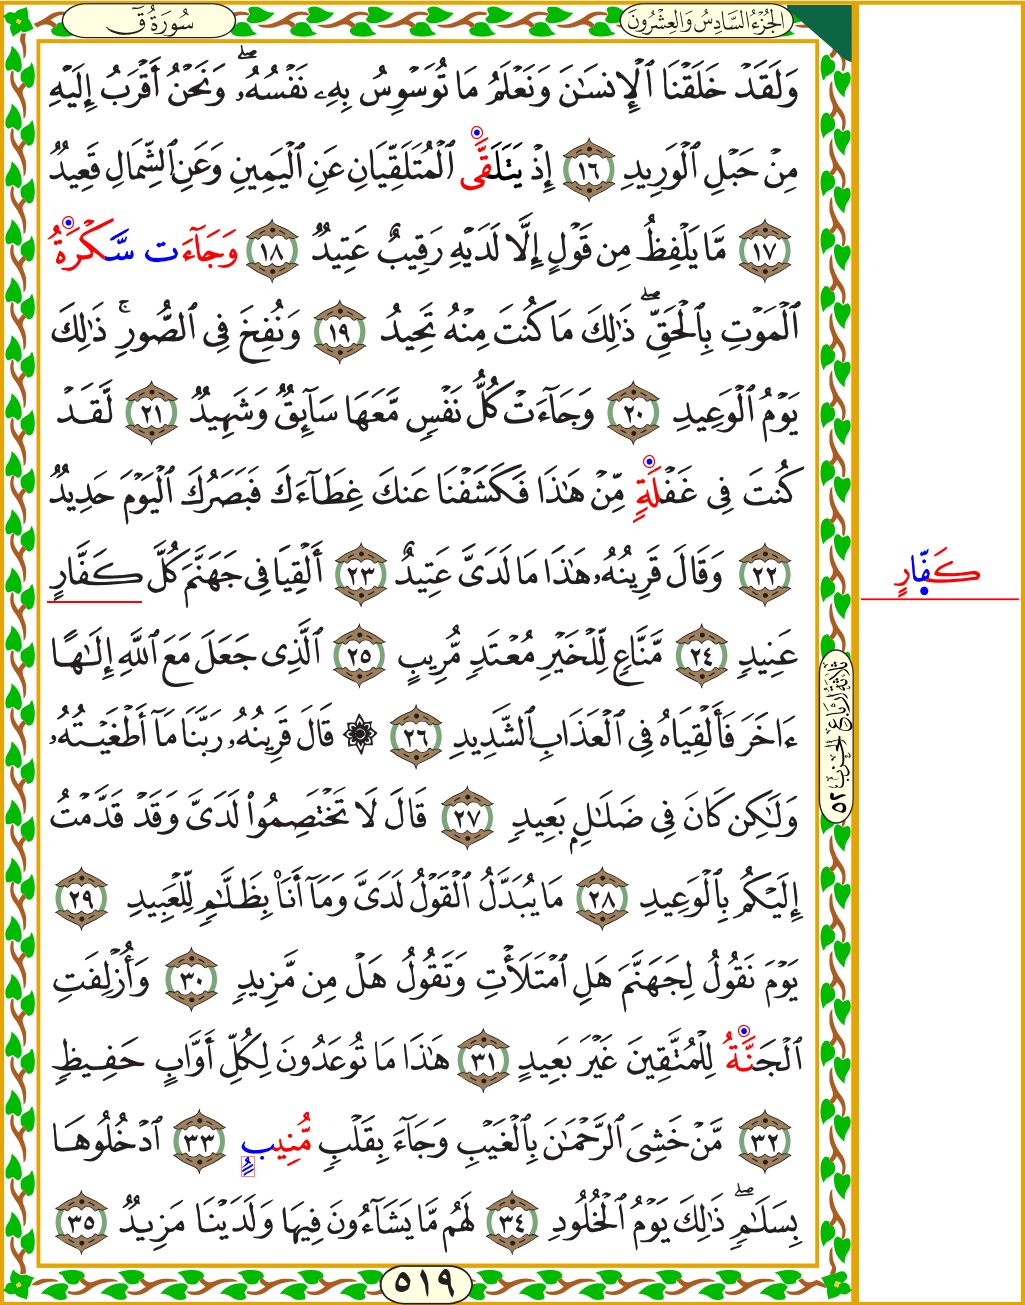 سُورَةُ قٓ
الجُزْءُ السَّادِسُ وَالعِشْرُونَ
وَلَقَدۡ خَلَقۡنَا ٱلۡإِنسَٰنَ وَنَعۡلَمُ مَا تُوَسۡوِسُ بِهِۦ نَفۡسُهُۥۖ وَنَحۡنُ أَقۡرَبُ إِلَيۡهِ
مِنۡ حَبۡلِ ٱلۡوَرِيدِ ١٦ إِذۡ يَتَلَقَّى ٱلۡمُتَلَقِّيَانِ عَنِ ٱلۡيَمِينِ وَعَنِ ٱلشِّمَالِ قَعِيدٞ
١٧ مَّا يَلۡفِظُ مِن قَوۡلٍ إِلَّا لَدَيۡهِ رَقِيبٌ عَتِيدٞ ١٨ وَجَآءَت سَّكۡرَةُ
ٱلۡمَوۡتِ بِٱلۡحَقِّۖ ذَٰلِكَ مَا كُنتَ مِنۡهُ تَحِيدُ ١٩ وَنُفِخَ فِي ٱلصُّورِۚ ذَٰلِكَ
يَوۡمُ ٱلۡوَعِيدِ ٢٠ وَجَآءَتۡ كُلُّ نَفۡسٖ مَّعَهَا سَآئِقٞ وَشَهِيدٞ ٢١ لَّقَدۡ
كُنتَ فِي غَفۡلَةٖ مِّنۡ هَٰذَا فَكَشَفۡنَا عَنكَ غِطَآءَكَ فَبَصَرُكَ ٱلۡيَوۡمَ حَدِيدٞ
٢٢ وَقَالَ قَرِينُهُۥ هَٰذَا مَا لَدَيَّ عَتِيدٌ ٢٣ أَلۡقِيَا فِي جَهَنَّمَ كُلَّ كَفَّارٍ
كَفَّارٍ
عَنِيدٖ ٢٤ مَّنَّاعٖ لِّلۡخَيۡرِ مُعۡتَدٖ مُّرِيبٍ ٢٥ ٱلَّذِي جَعَلَ مَعَ ٱللَّهِ إِلَٰهًا
ءَاخَرَ فَأَلۡقِيَاهُ فِي ٱلۡعَذَابِ ٱلشَّدِيدِ ٢٦ ۞ قَالَ قَرِينُهُۥ رَبَّنَا مَآ أَطۡغَيۡتُهُۥ
وَلَٰكِن كَانَ فِي ضَلَٰلِۭ بَعِيدٖ ٢٧ قَالَ لَا تَخۡتَصِمُواْ لَدَيَّ وَقَدۡ قَدَّمۡتُ
إِلَيۡكُم بِٱلۡوَعِيدِ ٢٨ مَا يُبَدَّلُ ٱلۡقَوۡلُ لَدَيَّ وَمَآ أَنَا۠ بِظَلَّٰمٖ لِّلۡعَبِيدِ ٢٩
يَوۡمَ نَقُولُ لِجَهَنَّمَ هَلِ ٱمۡتَلَأۡتِ وَتَقُولُ هَلۡ مِن مَّزِيدٖ ٣٠ وَأُزۡلِفَتِ
ٱلۡجَنَّةُ لِلۡمُتَّقِينَ غَيۡرَ بَعِيدٍ ٣١ هَٰذَا مَا تُوعَدُونَ لِكُلِّ أَوَّابٍ حَفِيظٖ
٣٢ مَّنۡ خَشِيَ ٱلرَّحۡمَٰنَ بِٱلۡغَيۡبِ وَجَآءَ بِقَلۡبٖ مُّنِيبٍ ٣٣ ٱدۡخُلُوهَا
بِسَلَٰمٖۖ ذَٰلِكَ يَوۡمُ ٱلۡخُلُودِ ٣٤ لَهُم مَّا يَشَآءُونَ فِيهَا وَلَدَيۡنَا مَزِيدٞ ٣٥
ثَلَاثَةُ أَرْبَاعِ الحِزْبِ ٥٢
٥١٩